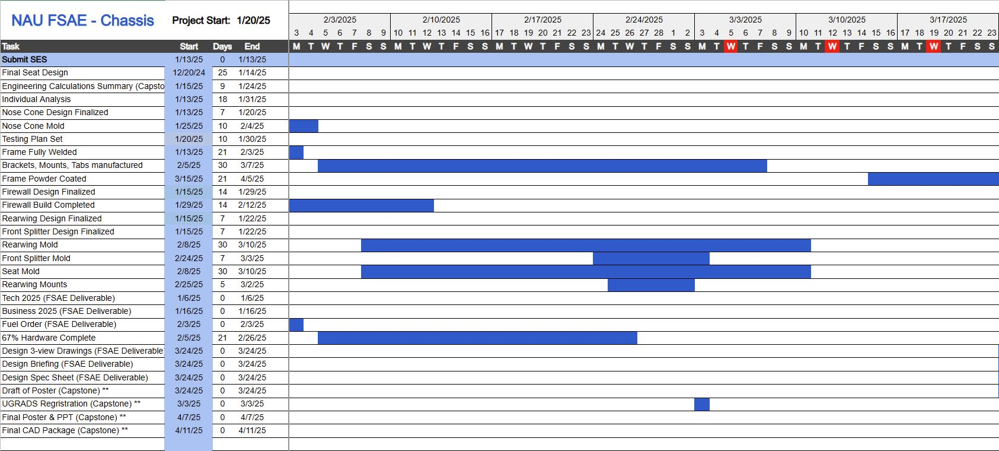 NAU FSAE - Chassis Project Start: 1/20/25
2/3/2025 2/10/2025 2/17/2025 2/24/2025 3/3/2025 3/10/2025 3/17/2025
3 4 5 6 7 8 9 10 11 12 13 14 15 16 17 18 19 20 21 22 23 24 25 26 27 28 1 2 3 4 5 6 7 8 9 10 11 12 13 14 15 16 17 18 19 20 21 22 23
Task Start Days End M T W T F S S M T W T F S S M T W T F S S M T W T F S S M T W T F S S M T W T F S S M T W T F S S
Submit SES 1/13/25 0 1/13/25
Final Seat Design 12/20/24 25 1/14/25
Engineering Calculations Summary (Capsto 1/15/25 9 1/24/25
Individual Analysis 1/13/25 18 1/31/25
Nose Cone Design Finalized 1/13/25 7 1/20/25
Nose Cone Mold 1/25/25 10 2/4/25
Testing Plan Set 1/20/25 10 1/30/25
Frame Fully Welded 1/13/25 21 2/3/25
Brackets, Mounts, Tabs manufactured 2/5/25 30 3/7/25
Frame Powder Coated 3/15/25 21 4/5/25
Firewall Design Finalized 1/15/25 14 1/29/25
Firewall Build Completed 1/29/25 14 2/12/25
Rearwing Design Finalized 1/15/25 7 1/22/25
Front Splitter Design Finalized 1/15/25 7 1/22/25
Rearwing Mold 2/8/25 30 3/10/25
Front Splitter Mold 2/24/25 7 3/3/25
Seat Mold 2/8/25 30 3/10/25
Rearwing Mounts 2/25/25 5 3/2/25
Tech 2025 (FSAE Deliverable) 1/6/25 0 1/6/25
Business 2025 (FSAE Deliverable) 1/16/25 0 1/16/25
Fuel Order (FSAE Deliverable) 2/3/25 0 2/3/25
67% Hardware Complete 2/5/25 21 2/26/25
Design 3-view Drawings (FSAE Deliverable) 3/24/25 0 3/24/25
Design Briefing (FSAE Deliverable) 3/24/25 0 3/24/25
Design Spec Sheet (FSAE Deliverable) 3/24/25 0 3/24/25
Draft of Poster (Capstone) ** 3/24/25 0 3/24/25
UGRADS Regristration (Capstone) ** 3/3/25 0 3/3/25
Final Poster & PPT (Capstone) ** 4/7/25 0 4/7/25
Final CAD Package (Capstone) ** 4/11/25 0 4/11/25